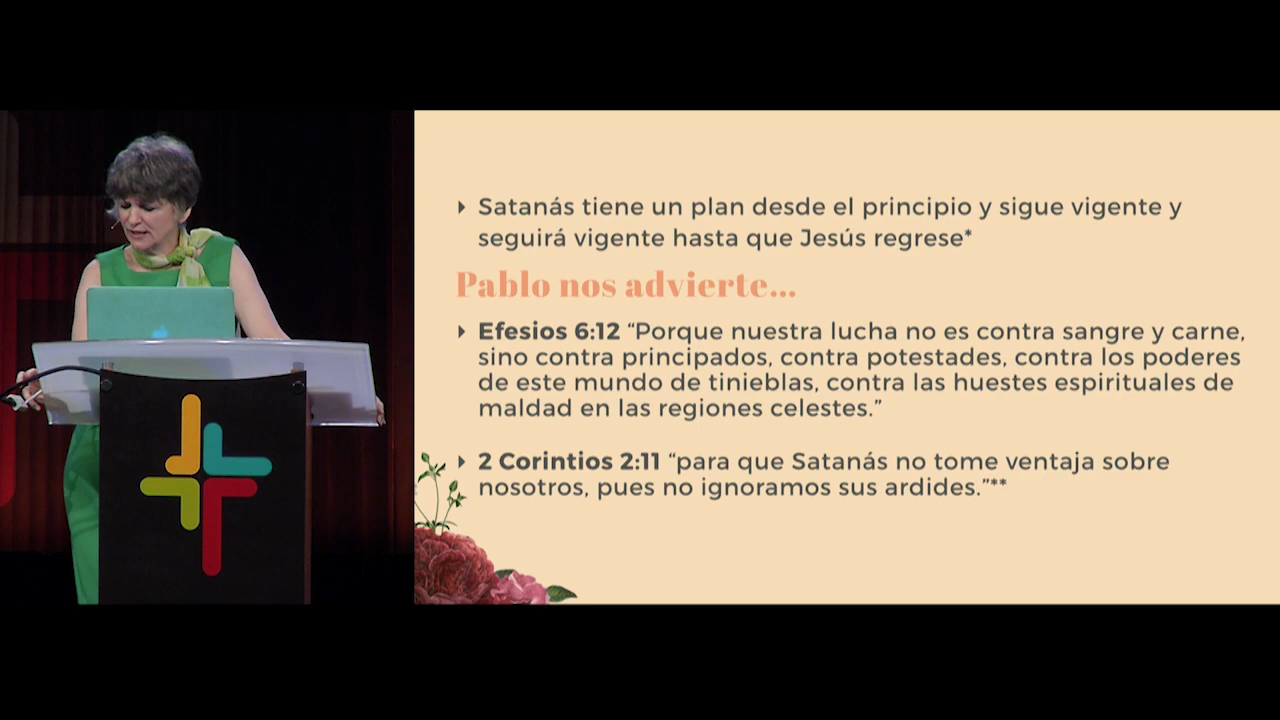 Satanás tiene un plan desde el principio y sigue vigente y
seguirá vigente hasta que Jesús regrese*
Pablo nos advierte...
Efesios 6:12 “Porque nuestra lucha no es contra sangre y carne,
sino contra principados, contra potestades, contra los poderes
de este mundo de tinieblas, contra las huestes espirituales de
maldad en las regiones celestes.”
2 Corintios 2:11 “para que Satanás no tome ventaja sobre
nosotros, pues no ignoramos sus ardides.”**